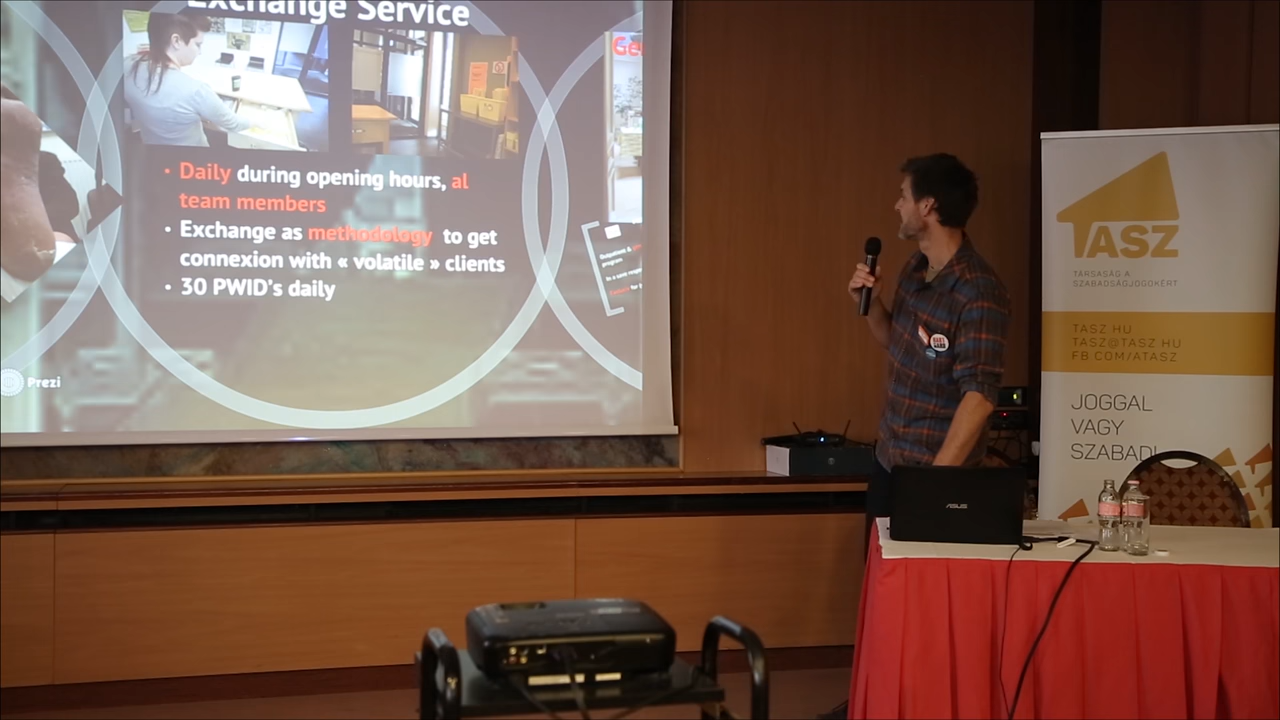 Exchange Service
• Daily during opening hours, al
team members
• Exchange as methodology to get
connexion with « volatile » clients
• 30 PWID's daily
Prezi
TASZ
TÁRSASÁG A
SZABADSÁGJOGOKÉRT
TASZ HU
TASZ@TASZ HU
FB COM/ATASZ
JOGGAL
VAGY
SZABAD!
ASUS